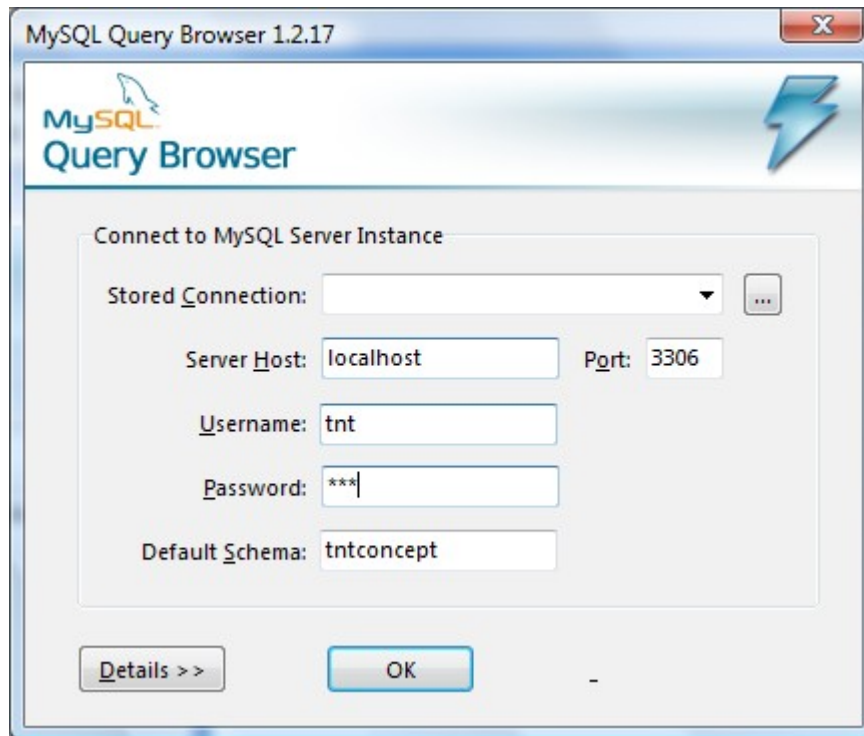 MySQL Query Browser 1.2.17
MySQL
Query Browser
Connect to MySQL Server Instance
Stored Connection:
...
Server Host: localhost Port: 3306
Username: tnt
Password: ***
Default Schema: tntconcept
Details >> OK -